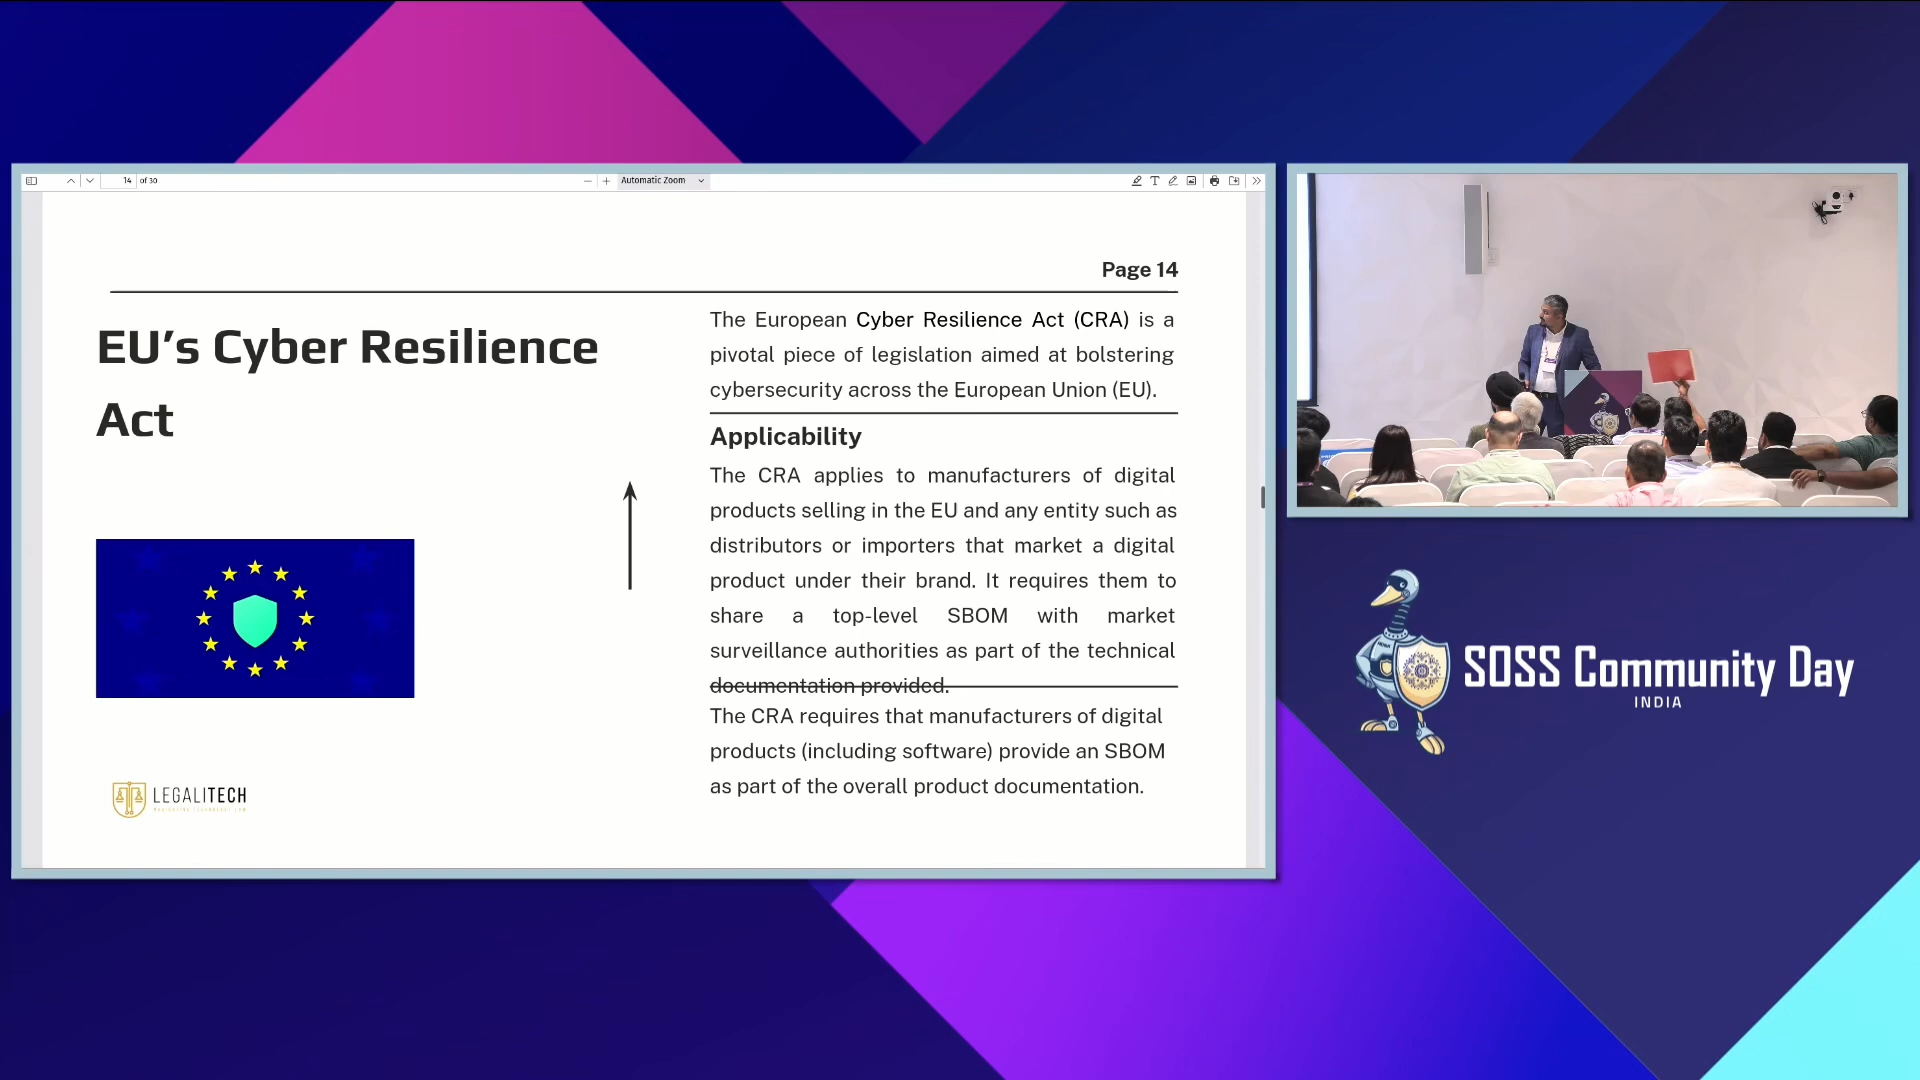 14 of 30
Automatic Zoom
Page 14
EU’s Cyber Resilience
Act
The European Cyber Resilience Act (CRA) is a
pivotal piece of legislation aimed at bolstering
cybersecurity across the European Union (EU).
Applicability
The CRA applies to manufacturers of digital
products selling in the EU and any entity such as
distributors or importers that market a digital
product under their brand. It requires them to
share a top-level SBOM with market
surveillance authorities as part of the technical
documentation provided.
The CRA requires that manufacturers of digital
products (including software) provide an SBOM
as part of the overall product documentation.
LEGALITECH
SOSS Community Day
INDIA